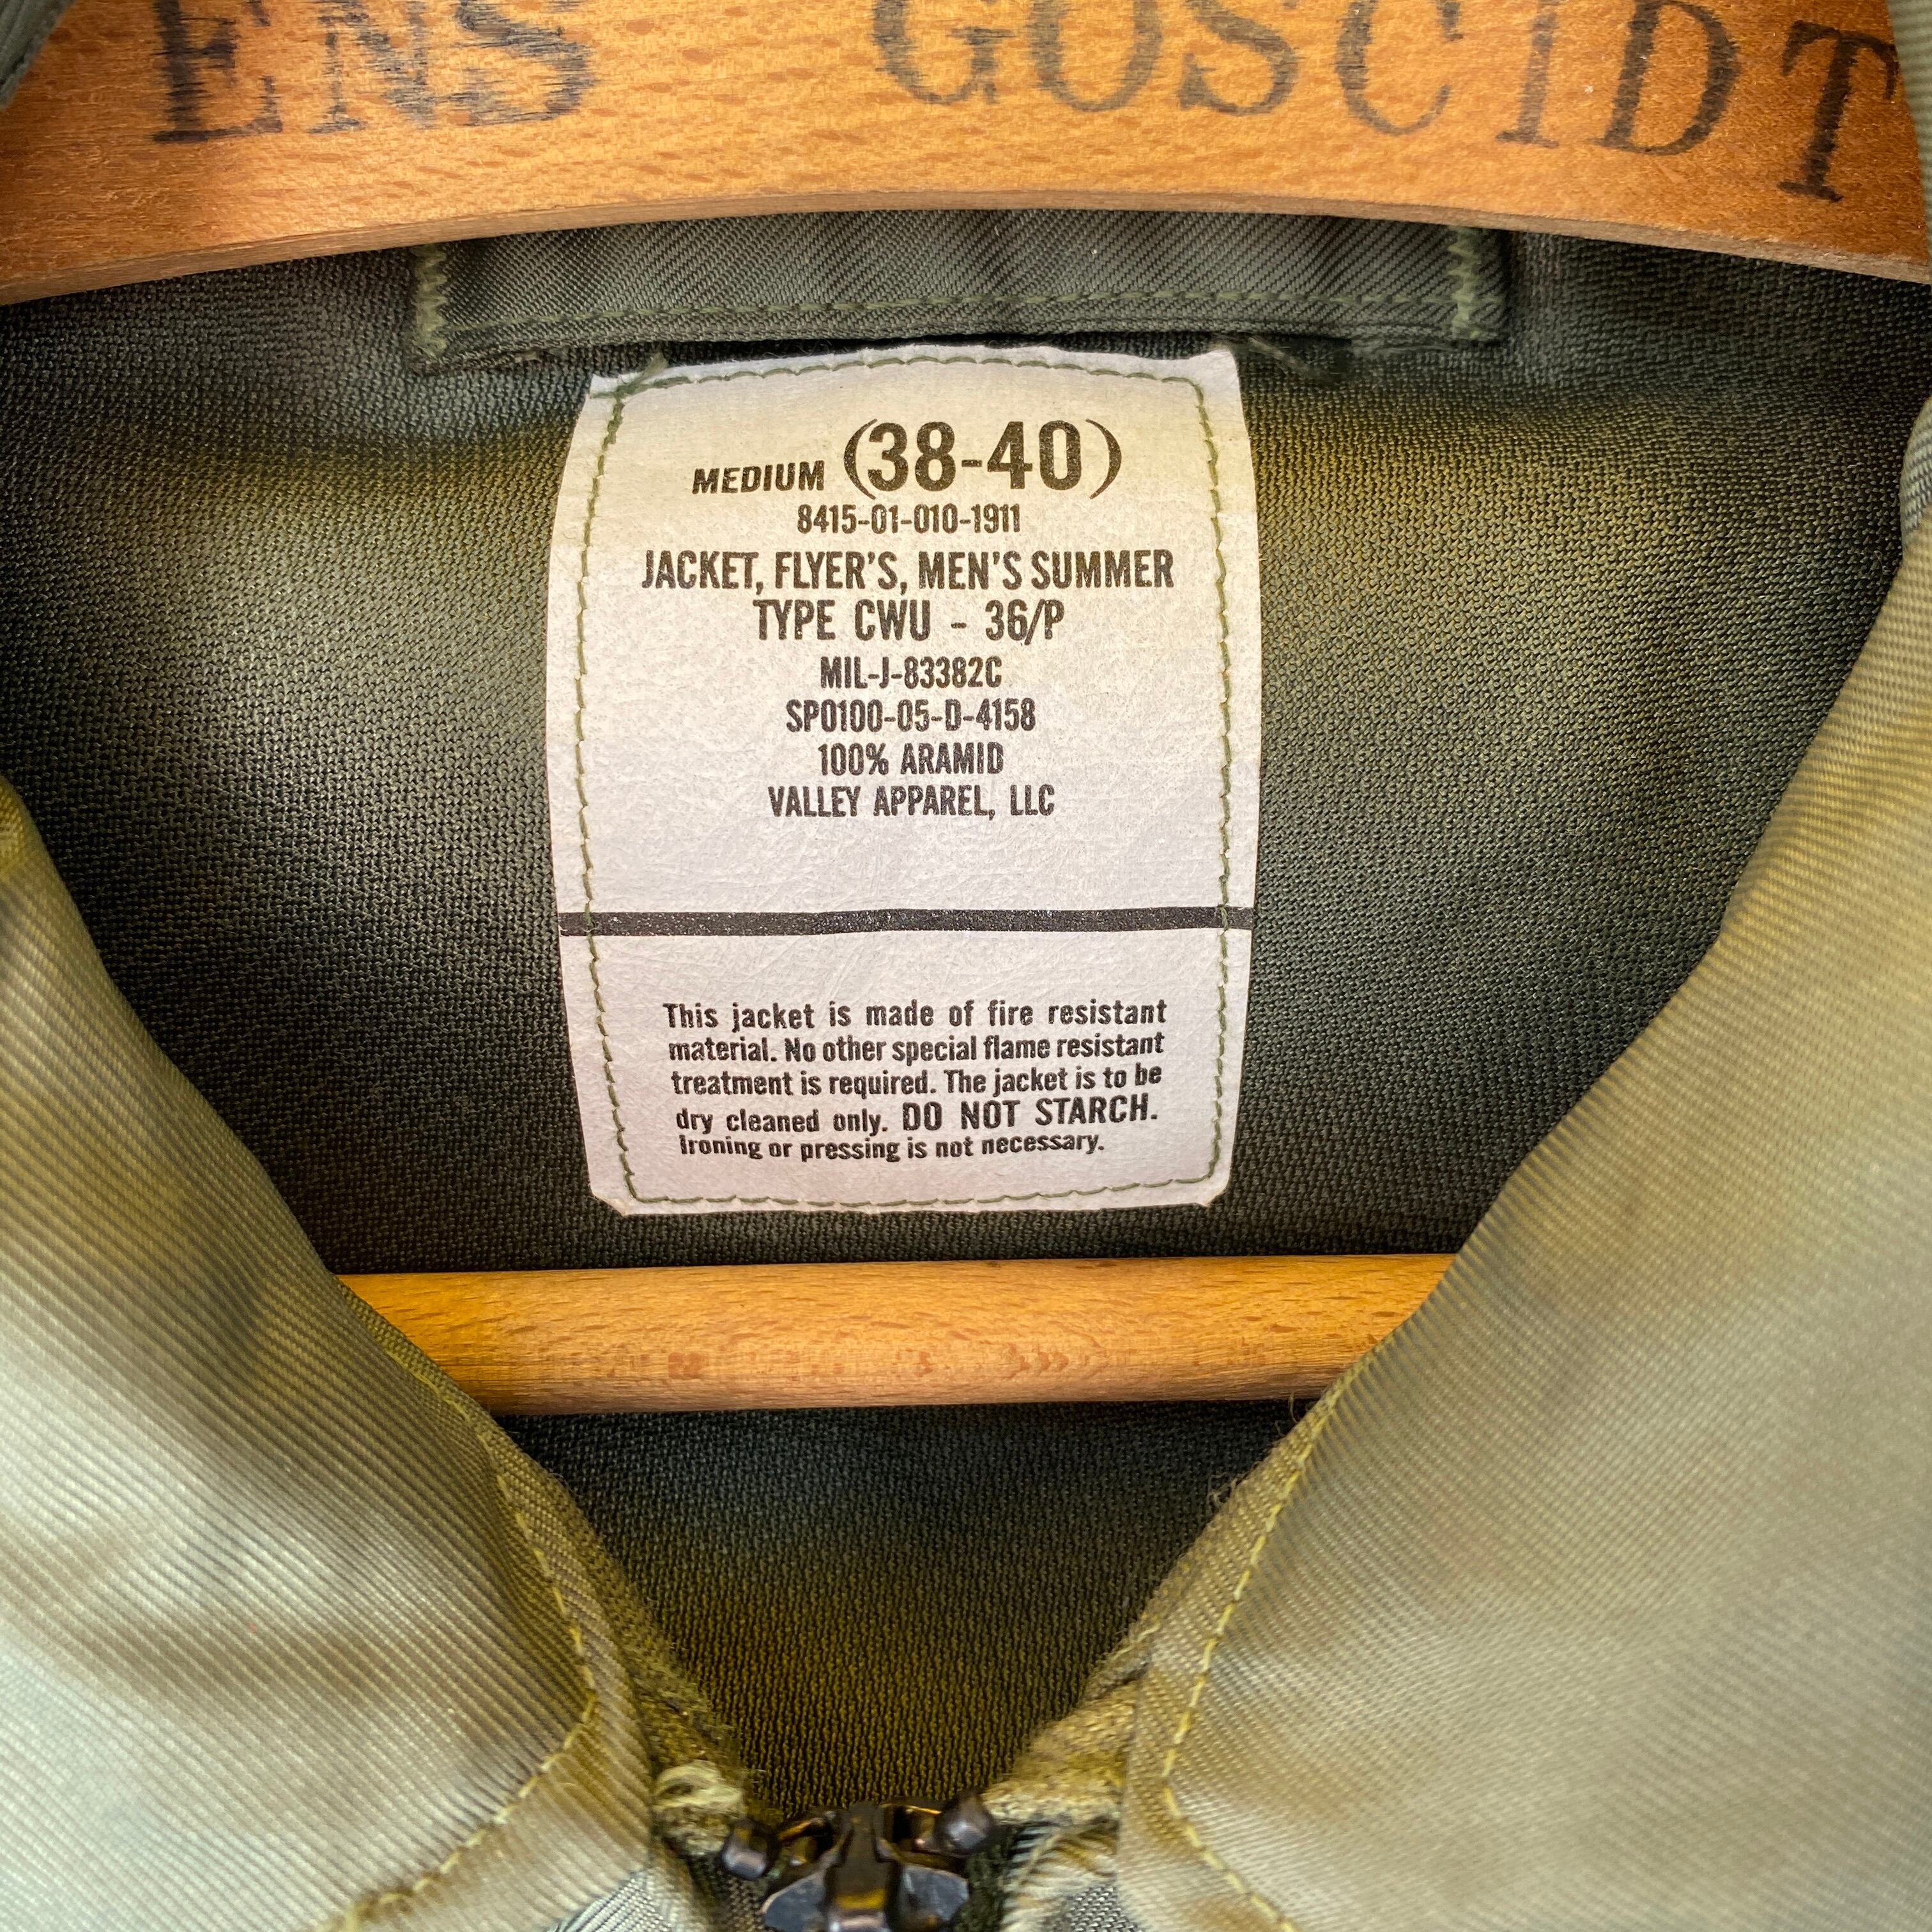 ENS GOSCIDT
MEDIUM (38-40)
8415-01-010-1911
JACKET, FLYER'S, MEN'S SUMMER
TYPE CWU - 36/P
MIL-J-83382C
SPO100-05-D-4158
100% ARAMID
VALLEY APPAREL, LLC
This jacket is made of fire resistant
material. No other special flame resistant
treatment is required. The jacket is to be
dry cleaned only. DO NOT STARCH.
Ironing or pressing is not necessary.